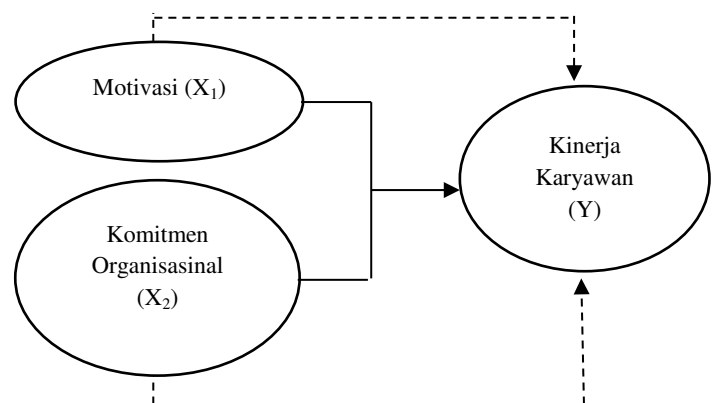 Motivasi (X₁)
Komitmen
Organisasinal
(X₂)
Kinerja
Karyawan
(Y)